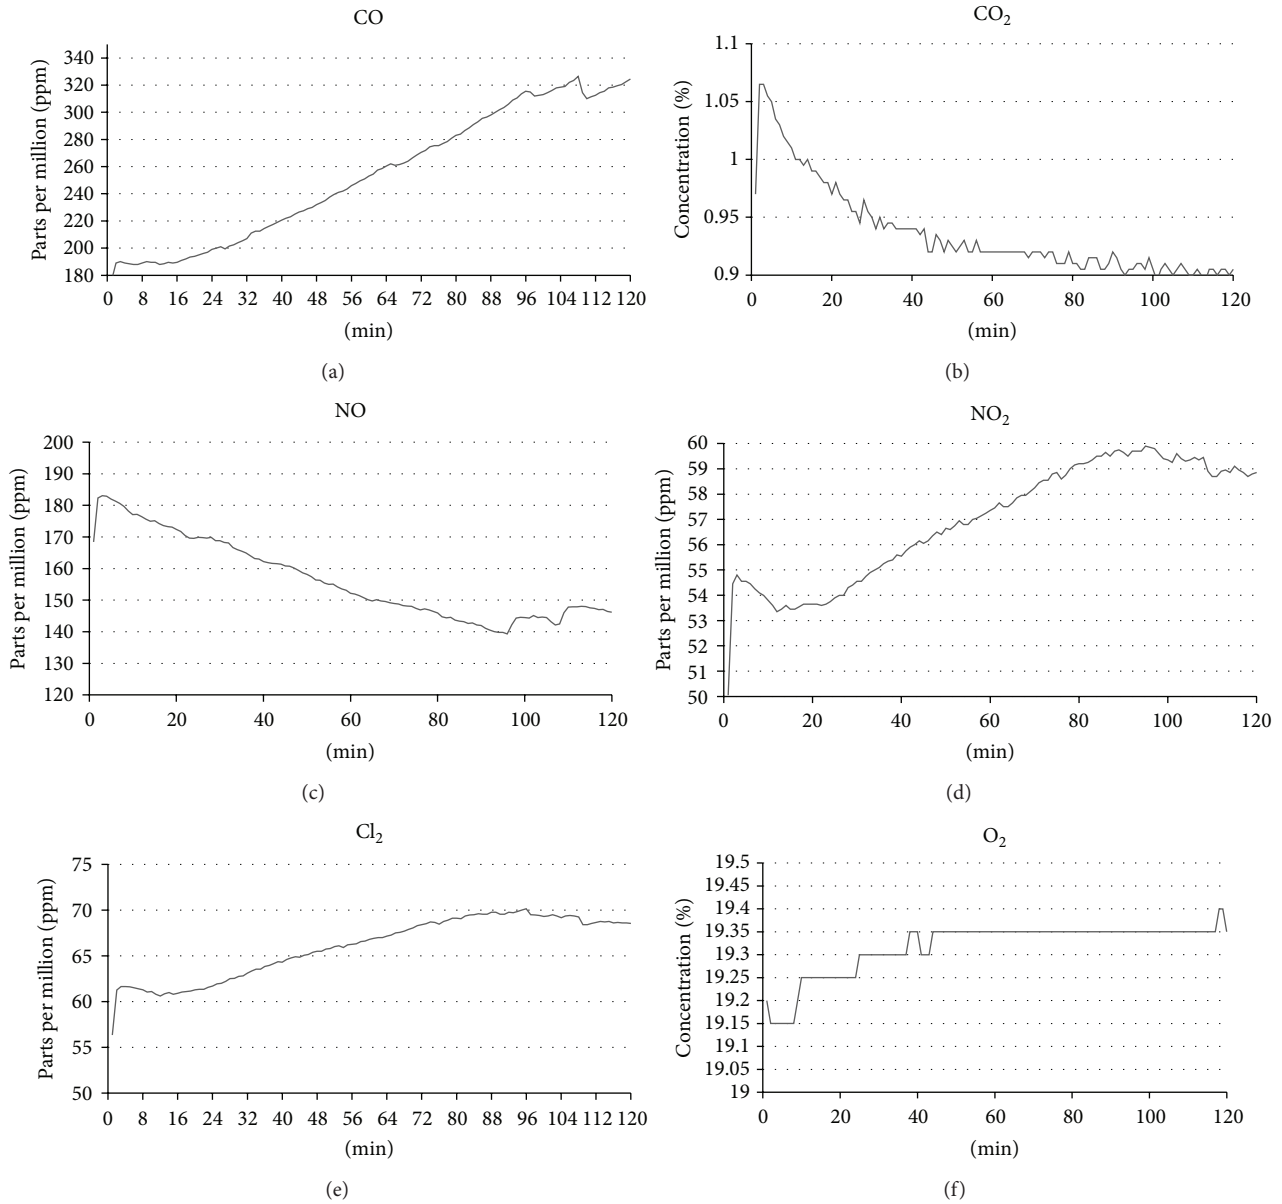 CO
Parts per million (ppm)
340
320
300
280
260
240
220
200
180
0 8 16 24 32 40 48 56 64 72 80 88 96 104 112 120
(min)
(a)
CO2
Concentration (%)
1.1
1.05
1
0.95
0.9
0 20 40 60 80 100 120
(min)
(b)
NO
Parts per million (ppm)
200
190
180
170
160
150
140
130
120
0 20 40 60 80 100 120
(min)
(c)
NO2
Parts per million (ppm)
60
59
58
57
56
55
54
53
52
51
50
0 20 40 60 80 100 120
(min)
(d)
Cl2
Parts per million (ppm)
75
70
65
60
55
50
0 8 16 24 32 40 48 56 64 72 80 88 96 104 112 120
(min)
(e)
O2
Concentration (%)
19.5
19.45
19.4
19.35
19.3
19.25
19.2
19.15
19.1
19.05
19
0 20 40 60 80 100 120
(min)
(f)